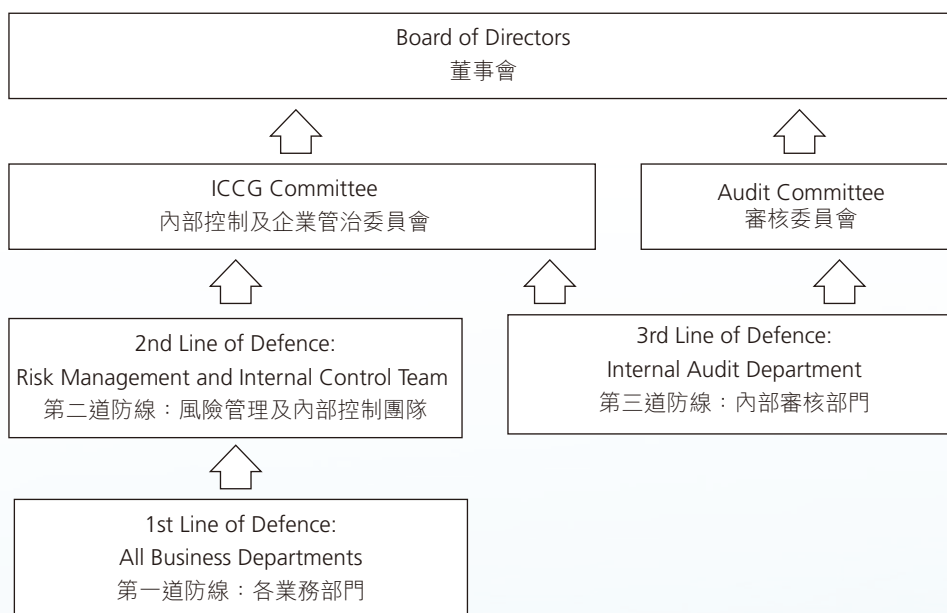 Board of Directors
董事會
ICCG Committee
內部控制及企業管治委員會
Audit Committee
審核委員會
2nd Line of Defence:
Risk Management and Internal Control Team
第二道防線：風險管理及內部控制團隊
3rd Line of Defence:
Internal Audit Department
第三道防線：內部審核部門
1st Line of Defence:
All Business Departments
第一道防線：各業務部門